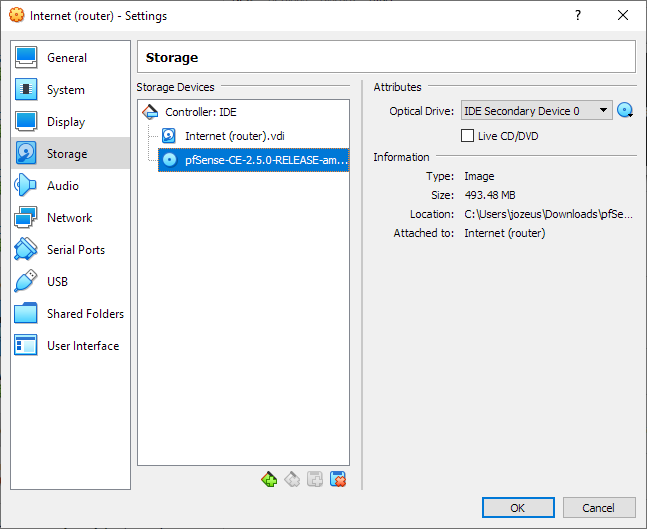 Internet (router) - Settings
General
System
Display
Storage
Audio
Network
Serial Ports
USB
Shared Folders
User Interface
Storage
Storage Devices
Controller: IDE
Internet (router).vdi
pfSense-CE-2.5.0-RELEASE-am...
Attributes
Optical Drive: IDE Secondary Device 0
Live CD/DVD
Information
Type: Image
Size: 493.48 MB
Location: C:\Users\jozeus\Downloads\pfSe...
Attached to: Internet (router)
OK Cancel